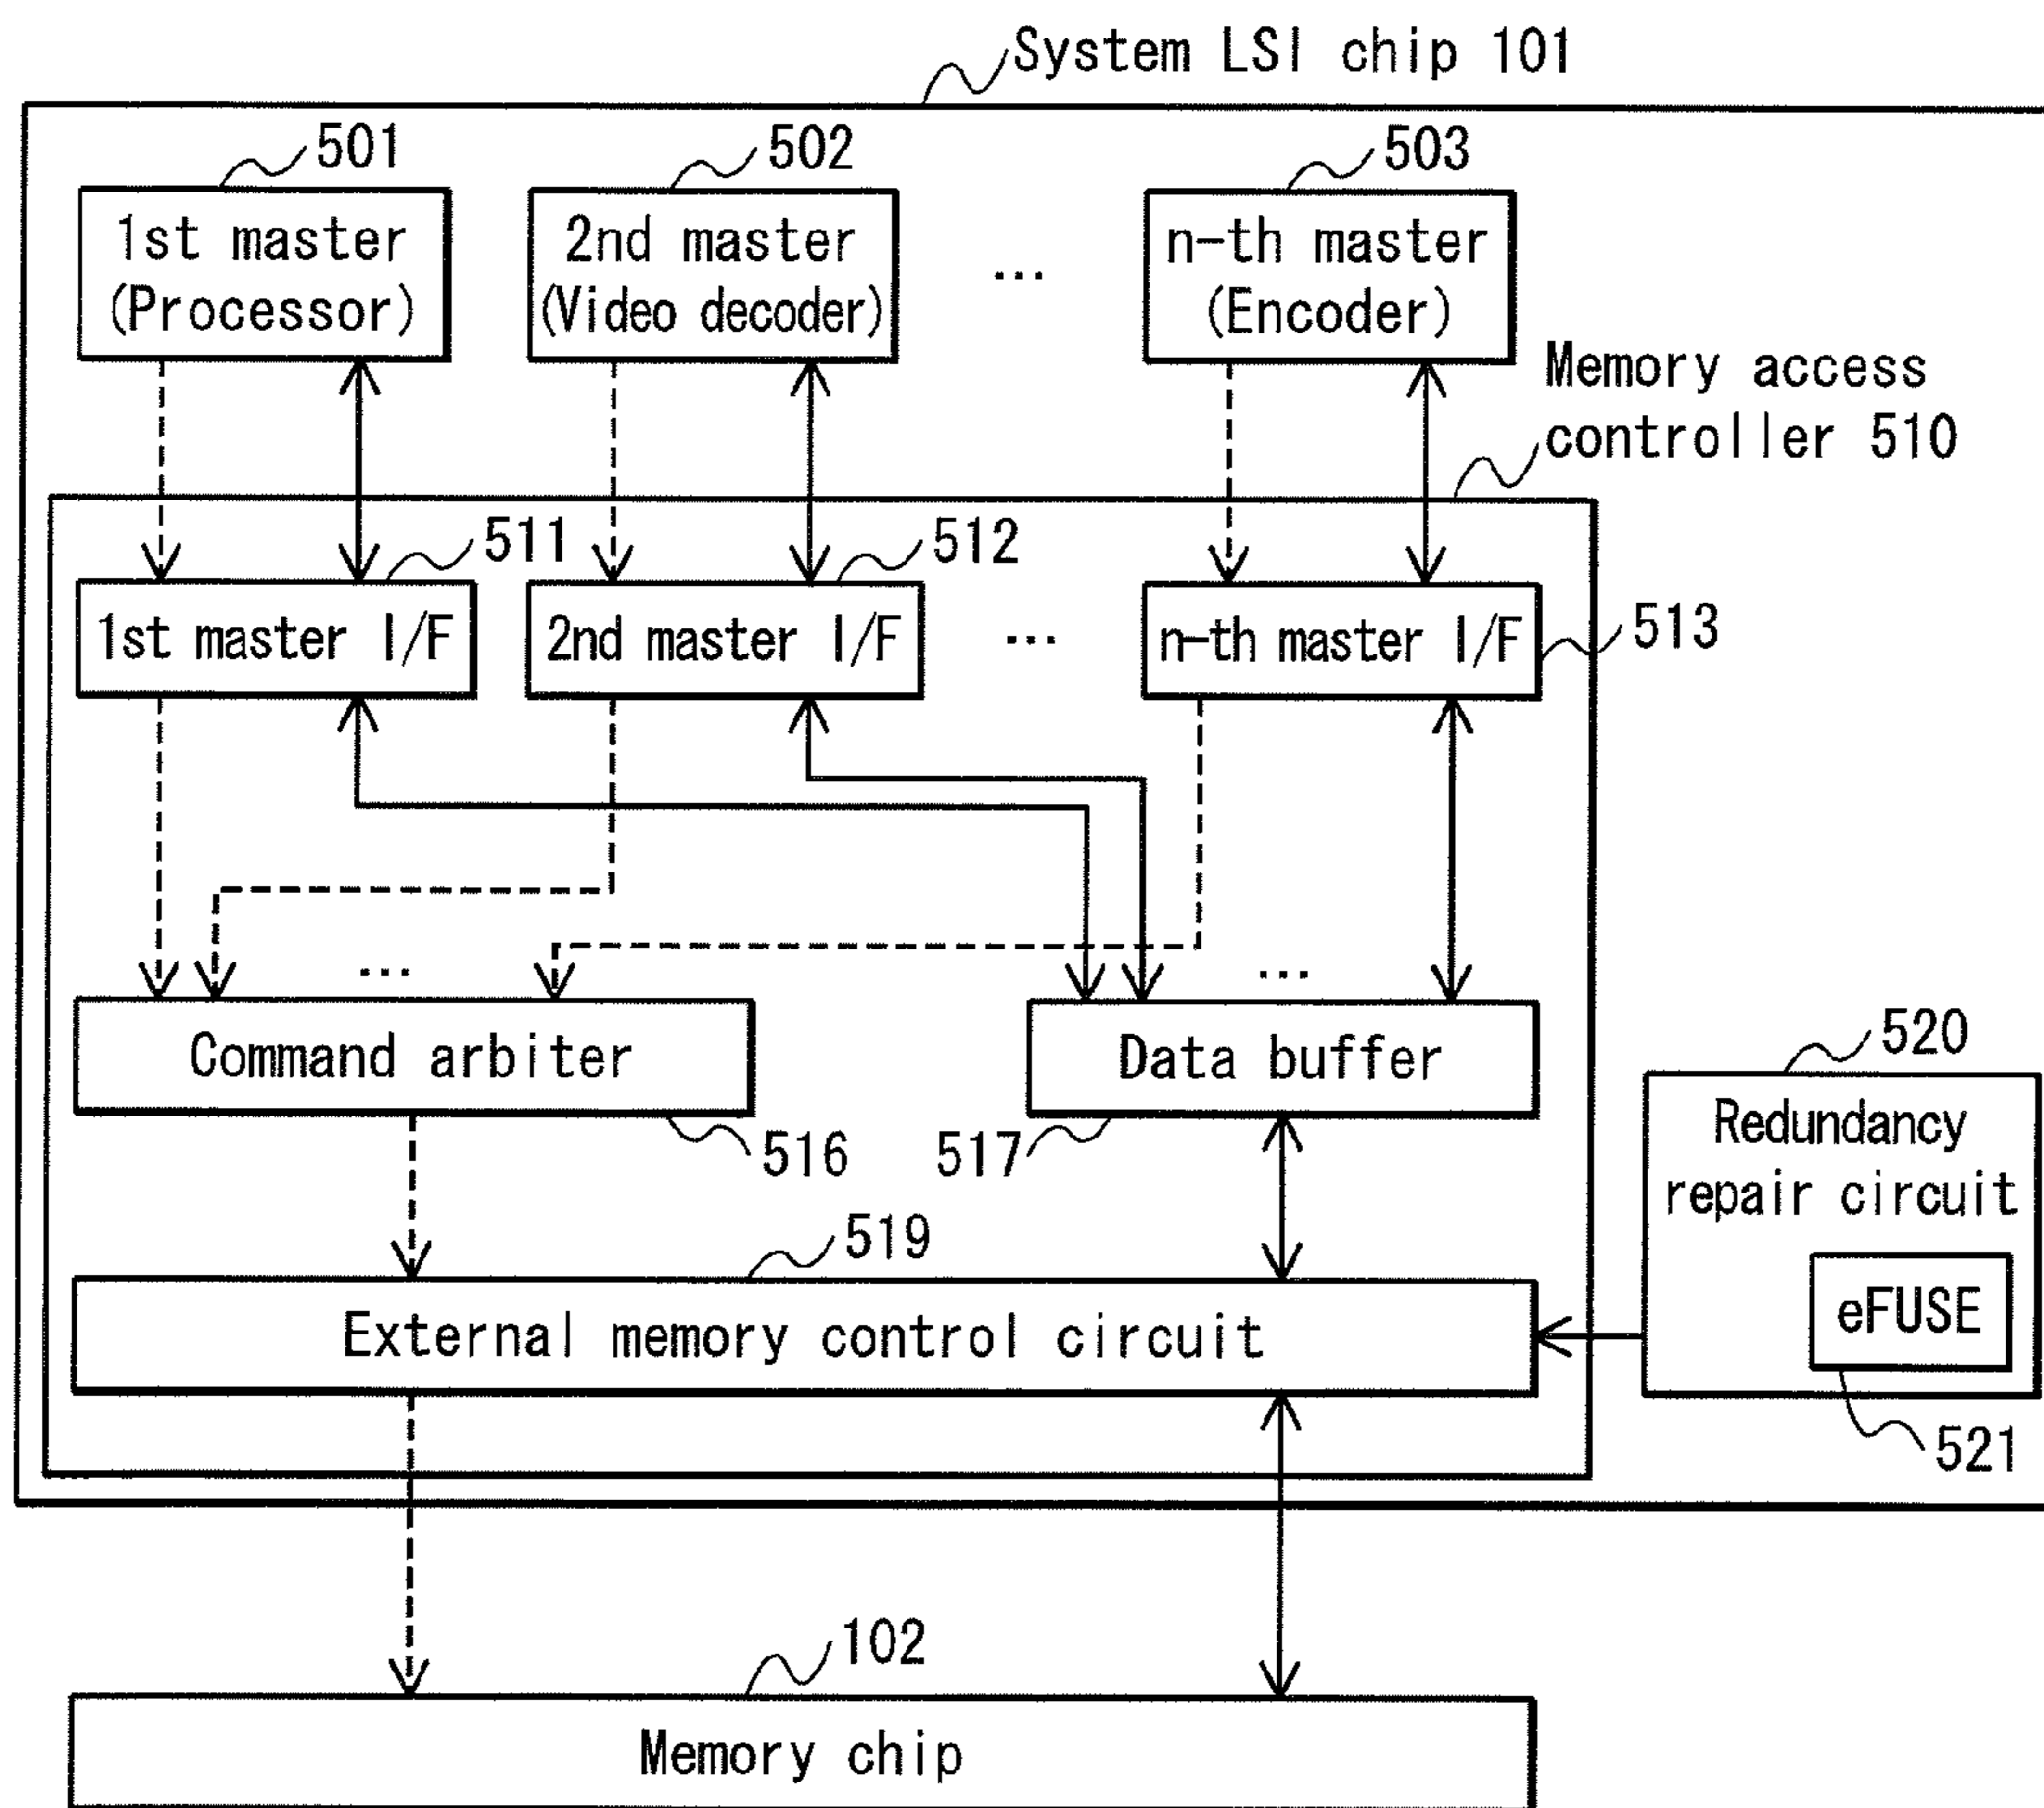 System LSI chip 101
501
502
503
1st master
(Processor)
2nd master
(Video decoder)
...
n-th master
(Encoder)
Memory access
controller 510
511
512
513
1st master I/F
2nd master I/F
...
n-th master I/F
...
...
Command arbiter
Data buffer
516
517
520
Redundancy
repair circuit
eFUSE
521
519
External memory control circuit
102
Memory chip